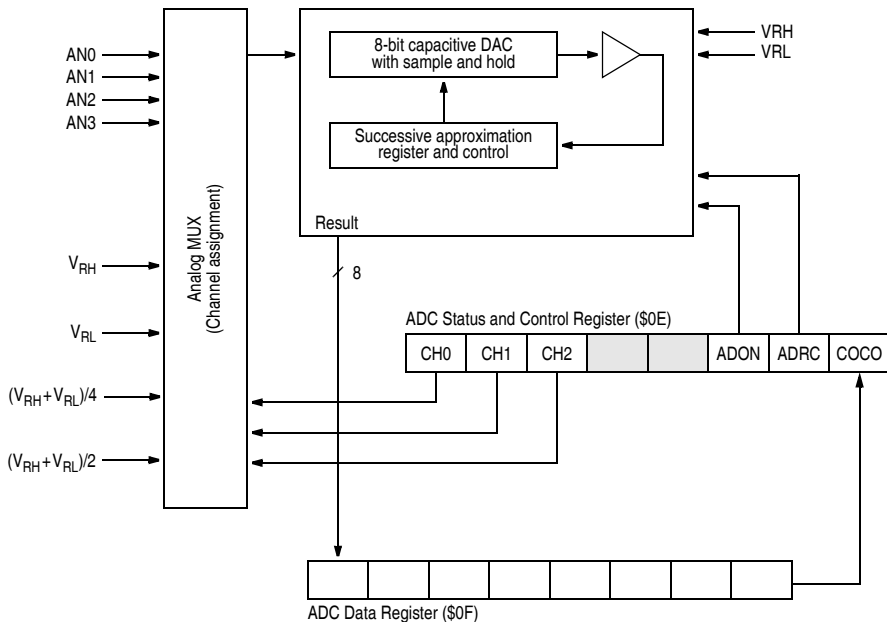 AN0
AN1
AN2
AN3
V_RH
V_RL
(V_RH+V_RL)/4
(V_RH+V_RL)/2
Analog MUX
(Channel assignment)
8-bit capacitive DAC
with sample and hold
Successive approximation
register and control
Result
8
VRH
VRL
ADC Status and Control Register ($0E)
CH0 CH1 CH2 ADON ADRC COCO
ADC Data Register ($0F)